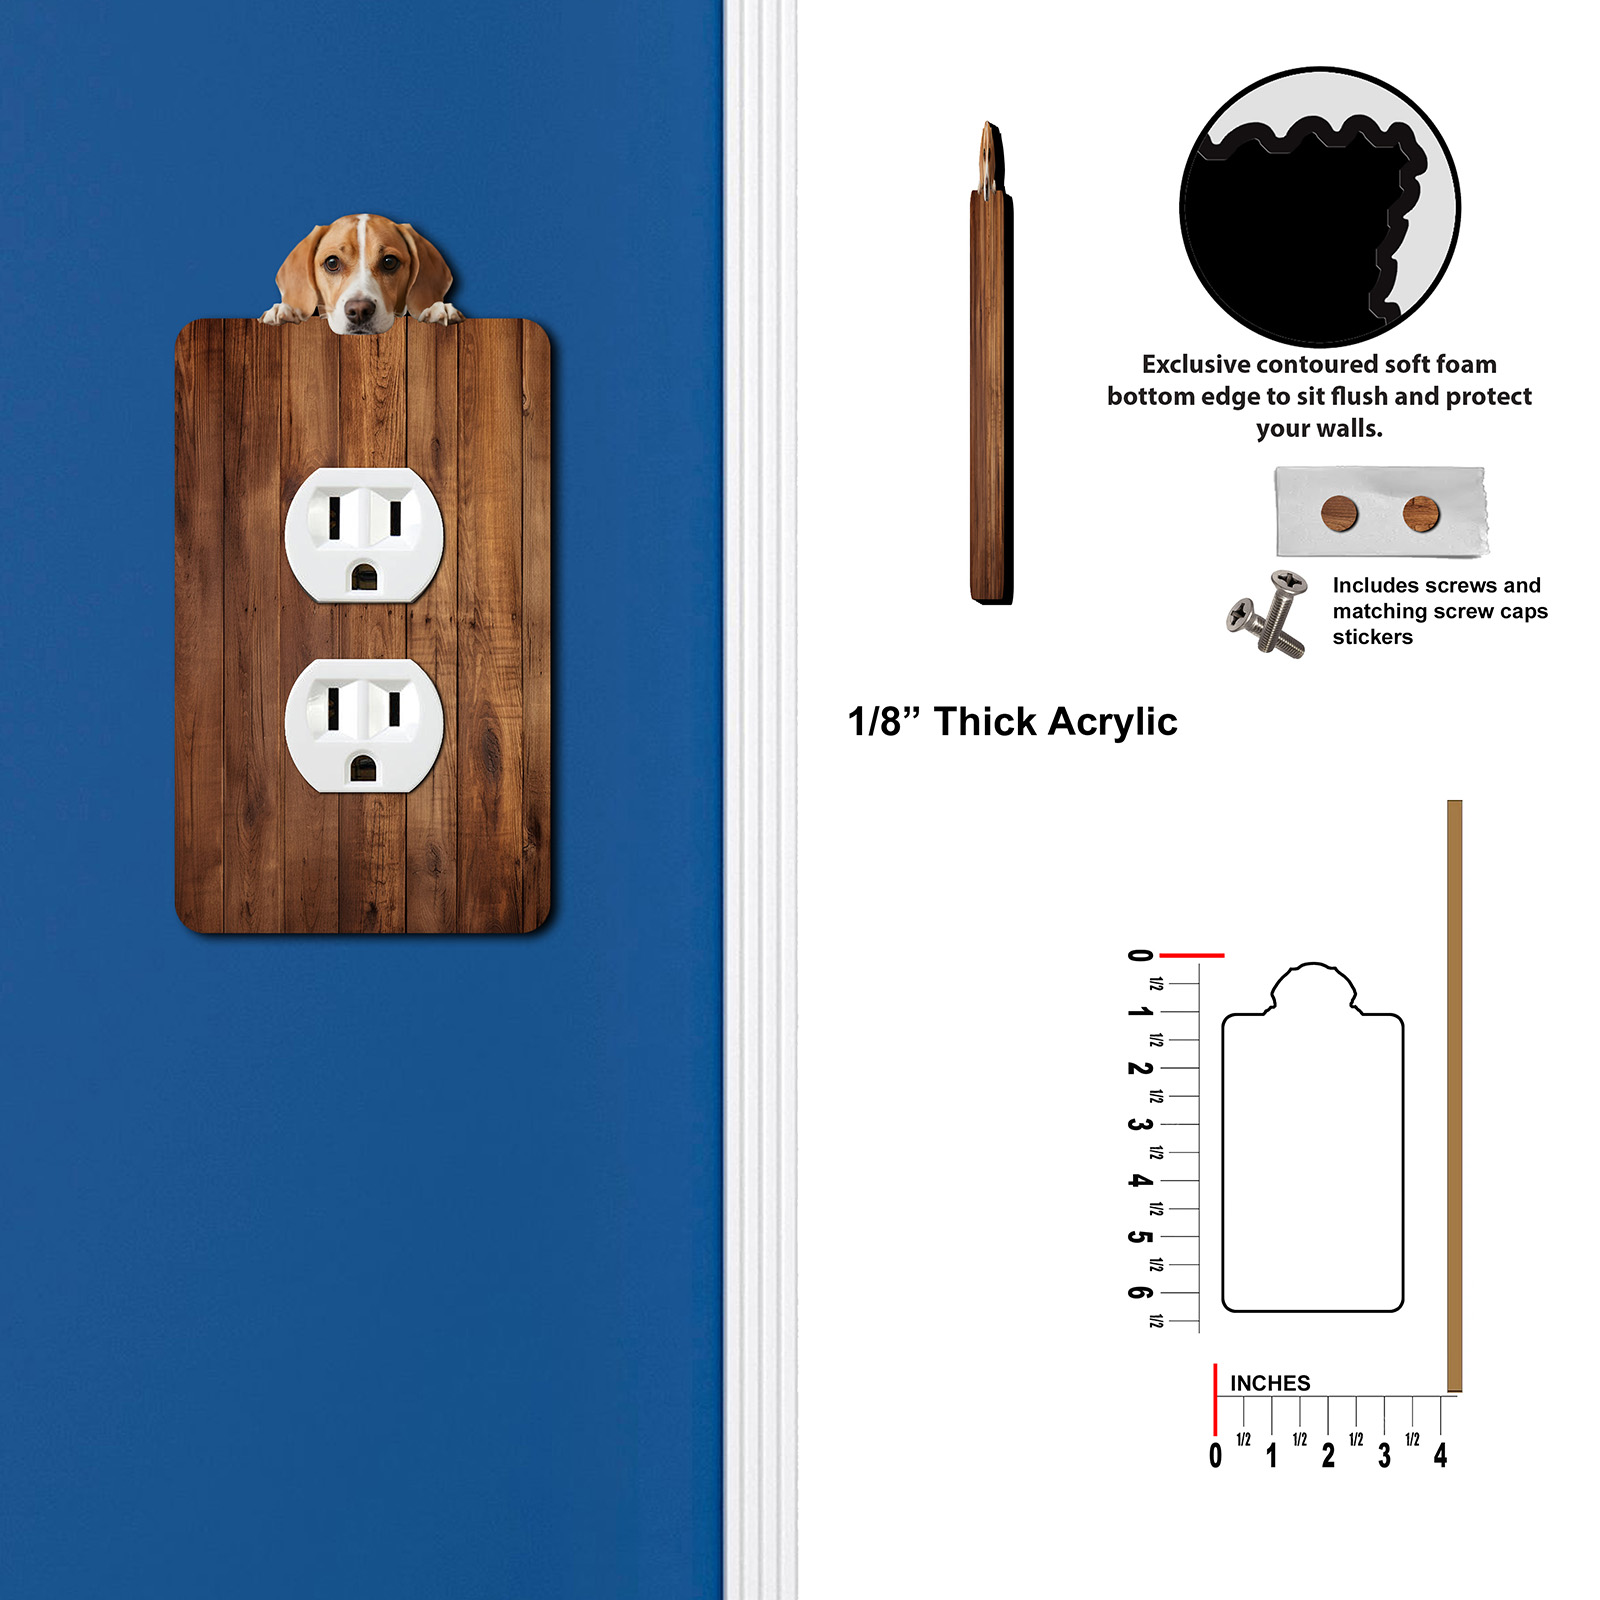 Exclusive contoured soft foam
bottom edge to sit flush and protect
your walls.
Includes screws and
matching screw caps
stickers
1/8” Thick Acrylic
0
1/2
1
1/2
2
1/2
3
1/2
4
1/2
5
1/2
6
1/2
INCHES
0 1/2 1 1/2 2 1/2 3 1/2 4